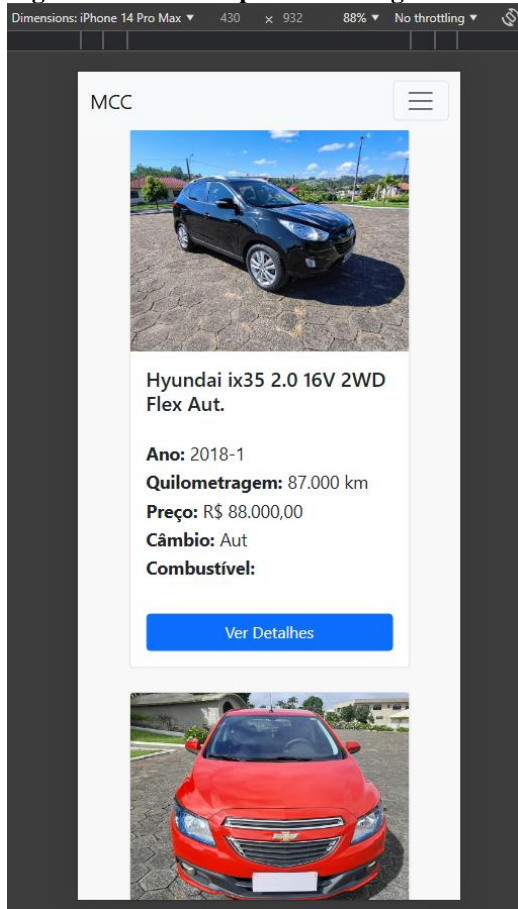 Dimensions: iPhone 14 Pro Max ▼ 430 x 932 88% ▼ No throttling ▼
MCC
Hyundai ix35 2.0 16V 2WD
Flex Aut.
Ano: 2018-1
Quilometragem: 87.000 km
Preço: R$ 88.000,00
Câmbio: Aut
Combustível:
Ver Detalhes